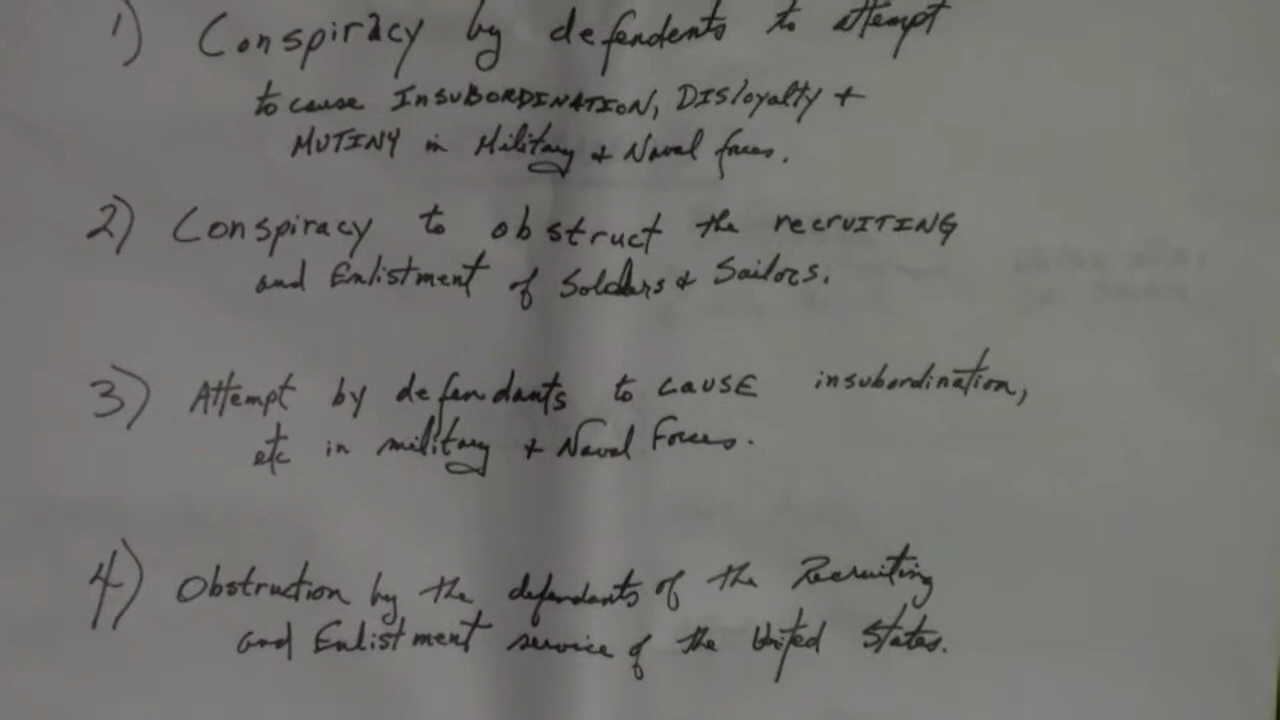 1) Conspiracy by defendents to attempt
to cause INSUBORDINATION, DISloyalty +
MUTINY in Military + Naval forces.
2) Conspiracy to obstruct the recruITING
and Enlistment of Soldiers & Sailors.
3) Attempt by defendants to CAUSE insubordination,
etc in military + Naval Forces.
4) Obstruction by the defendants of the Recruiting
and Enlistment service of the United States.